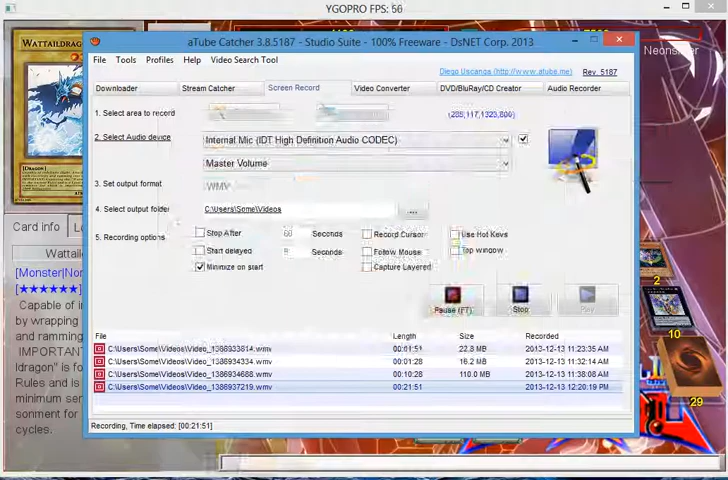 YGOPRO FPS: 56
WATTAILDRAG
aTube Catcher 3.8.5187 - Studio Suite - 100% Freeware - DsNET Corp. 2013
Neonsmer
File Tools Profiles Help Video Search Tool
Diego Uscanga (http://www.atube.me) Rev. 5187
Downloader Stream Catcher Screen Record Video Converter DVD/BluRay/CD Creator Audio Recorder
1. Select area to record
2. Select Audio device
Internal Mic (IDT High Definition Audio CODEC)
Master Volume
3. Set output format
.WMV
4. Select output folder
C:\Users\Some\Videos
...
5. Recording options
Stop After Seconds Record Cursor Use Hot Keys
Start delayed Seconds Follow Mouse Top window
Minimize on start Capture Layered
Pause (F7) Stop Play
File Length Size Recorded
C:\Users\Some\Videos\Video_1386933814.wmv 00:01:51 22.8 MB 2013-12-13 11:23:35 AM
C:\Users\Some\Videos\Video_1386934334.wmv 00:01:28 16.2 MB 2013-12-13 11:32:14 AM
C:\Users\Some\Videos\Video_1386934688.wmv 00:10:28 110.0 MB 2013-12-13 11:38:08 AM
C:\Users\Some\Videos\Video_1386937219.wmv 00:21:51 2013-12-13 12:20:19 PM
Recording, Time elapsed: [00:21:51]
Card info
Wattail
[Monster|No
[★★★★★★]
Capable of in
by wrapping
and ramming
IMPORTANT
ldragon" is fo
Rules and is
minimum sen
sonment for
cycles.
2
10
29